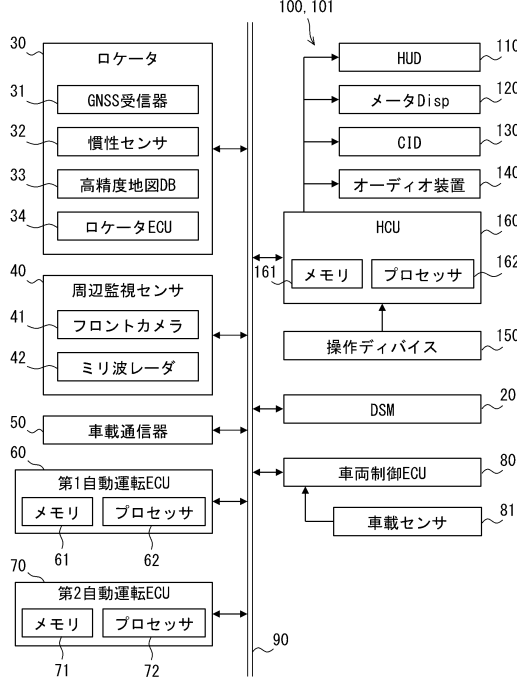 100, 101
30
ロケータ
31
GNSS受信器
32
慣性センサ
33
高精度地図DB
34
ロケータECU
40
周辺監視センサ
41
フロントカメラ
42
ミリ波レーダ
50
車載通信器
60
第1自動運転ECU
メモリ
プロセッサ
61
62
70
第2自動運転ECU
メモリ
プロセッサ
71
72
90
HUD
110
メータDisp
120
CID
130
オーディオ装置
140
HCU
160
161
メモリ
プロセッサ
162
操作ディバイス
150
DSM
20
車両制御ECU
80
車載センサ
81